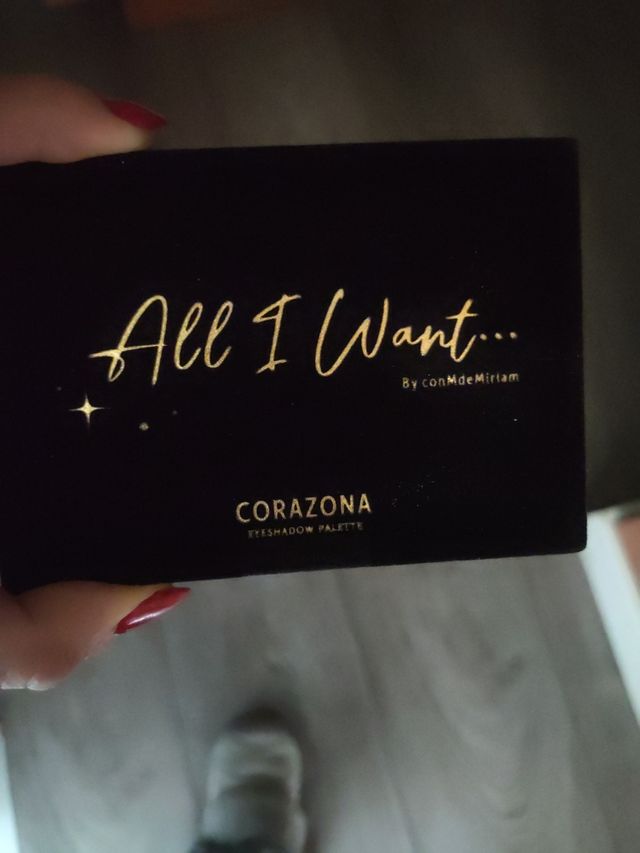 All I Want...
By conMdeMiriam
CORAZONA
EYESHADOW PALETTE